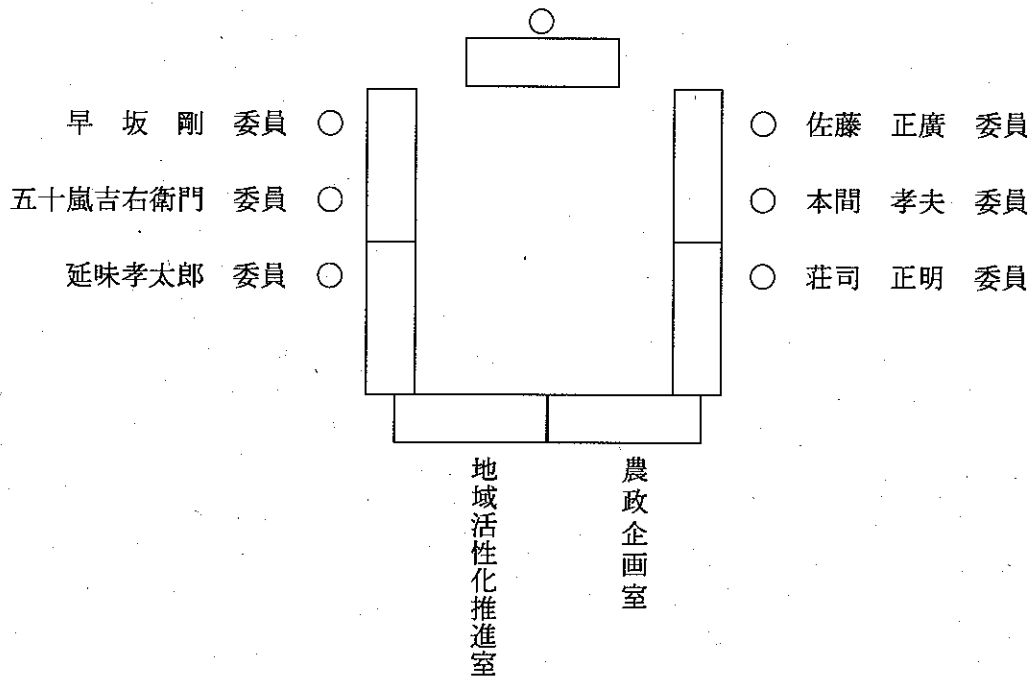 早坂剛 委員
佐藤 正廣 委員
五十嵐吉右衛門 委員
本間 孝夫 委員
延味孝太郎 委員
荘司 正明 委員
地域活性化推進室
農政企画室